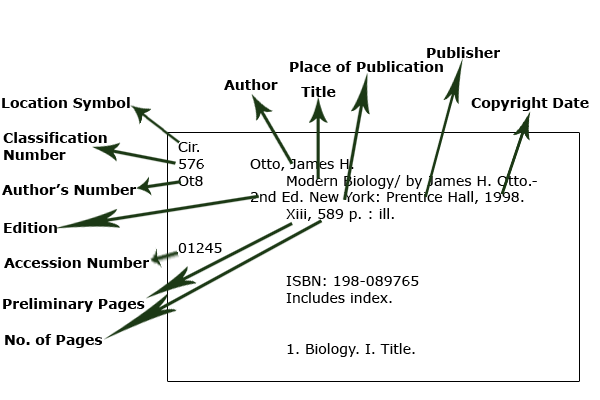 Publisher
Place of Publication
Author
Title
Copyright Date
Location Symbol
Classification
Number
Author's Number
Edition
Accession Number
Preliminary Pages
No. of Pages
Cir.
576
Ot8
Otto, James H.
Modern Biology/ by James H. Otto.-
2nd Ed. New York: Prentice Hall, 1998.
Xiii, 589 p. : ill.
01245
ISBN: 198-089765
Includes index.
1. Biology. I. Title.